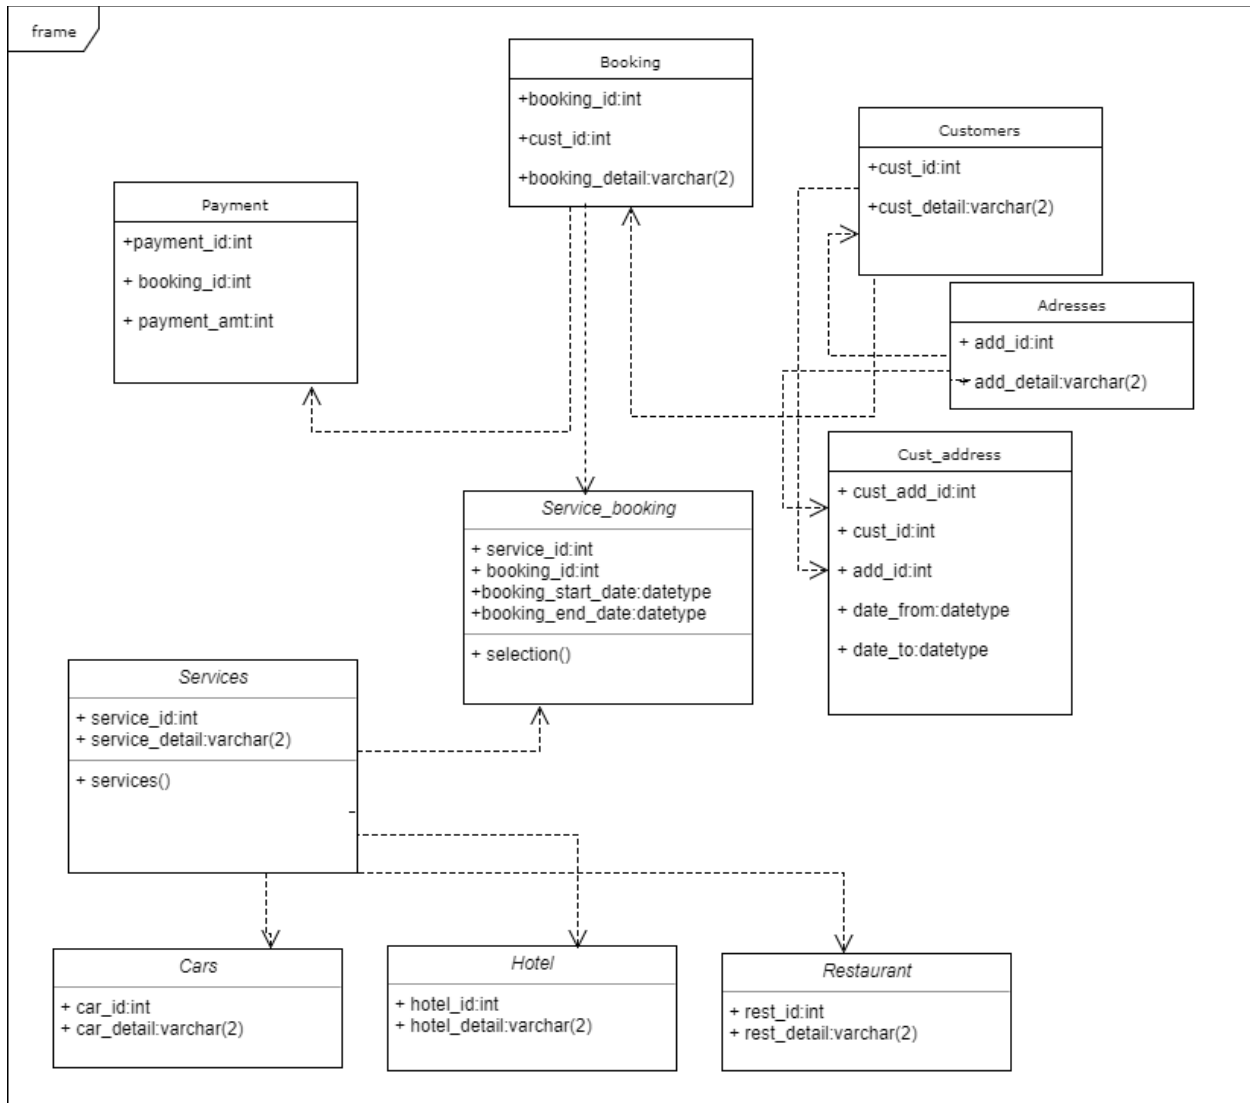 frame
Booking
+booking_id:int
+cust_id:int
+booking_detail:varchar(2)
Customers
+cust_id:int
+cust_detail:varchar(2)
Payment
+payment_id:int
+ booking_id:int
+ payment_amt:int
Adresses
+ add_id:int
+ add_detail:varchar(2)
Cust_address
+ cust_add_id:int
+ cust_id:int
+ add_id:int
+ date_from:datetype
+ date_to:datetype
Service_booking
+ service_id:int
+ booking_id:int
+booking_start_date:datetype
+booking_end_date:datetype
+ selection()
Services
+ service_id:int
+ service_detail:varchar(2)
+ services()
Cars
+ car_id:int
+ car_detail:varchar(2)
Hotel
+ hotel_id:int
+ hotel_detail:varchar(2)
Restaurant
+ rest_id:int
+ rest_detail:varchar(2)